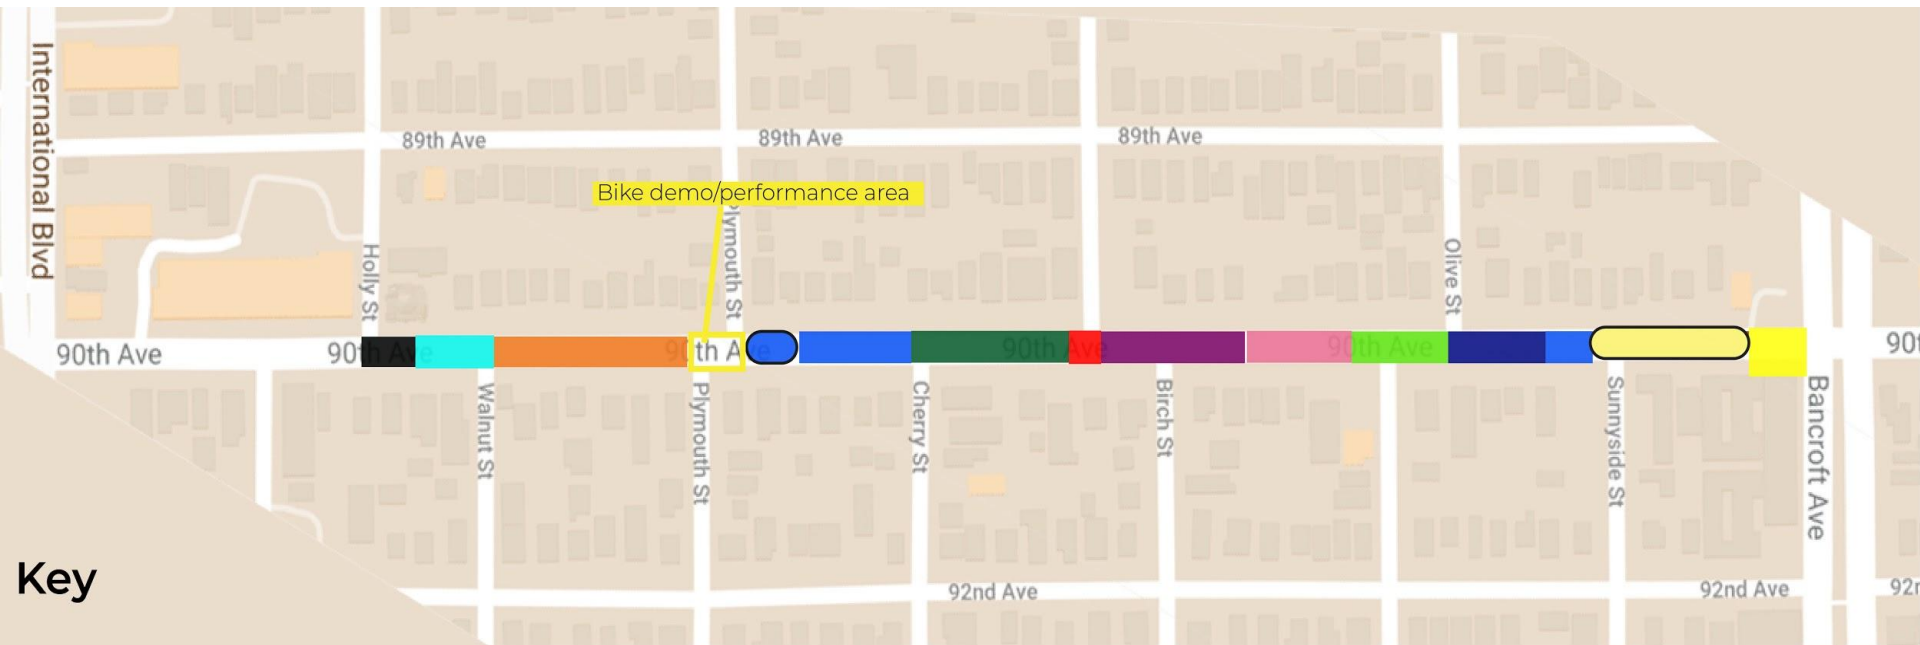 International Blvd
89th Ave
89th Ave
89th Ave
Bike demo/performance area
Plymouth St
Holly St
Olive St
90th Ave
90th Ave
90th Ave
90th Ave
90th Ave
Walnut St
Plymouth St
Cherry St
Birch St
Sunnyside St
Bancroft Ave
Key
92nd Ave
92nd Ave